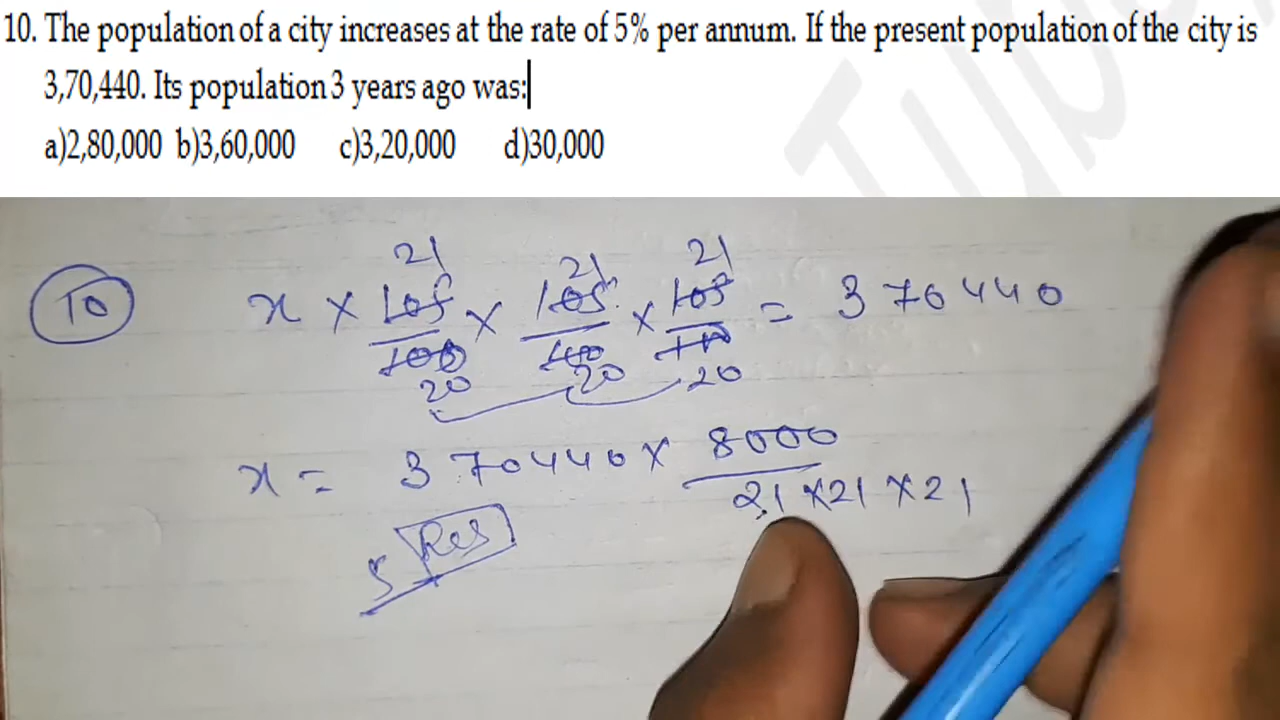 10. The population of a city increases at the rate of 5% per annum. If the present population of the city is
3,70,440. Its population 3 years ago was:
a)2,80,000 b)3,60,000 c)3,20,000 d)30,000
10
21 21 21
x × 105/100 × 105/100 × 105/100 = 370440
20 20 20
x = 370440 × 8000/21×21×21
5 Res